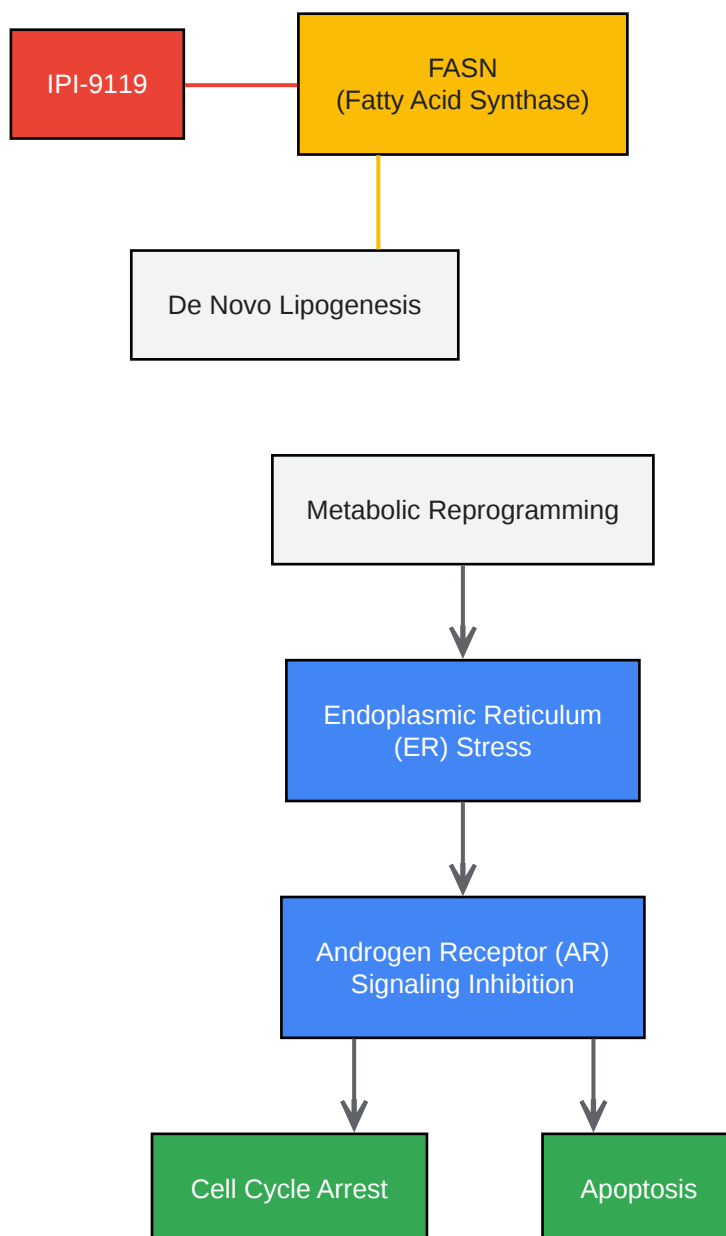 IPI-9119
FASN
(Fatty Acid Synthase)
De Novo Lipogenesis
Metabolic Reprogramming
Endoplasmic Reticulum
(ER) Stress
Androgen Receptor (AR)
Signaling Inhibition
Cell Cycle Arrest
Apoptosis